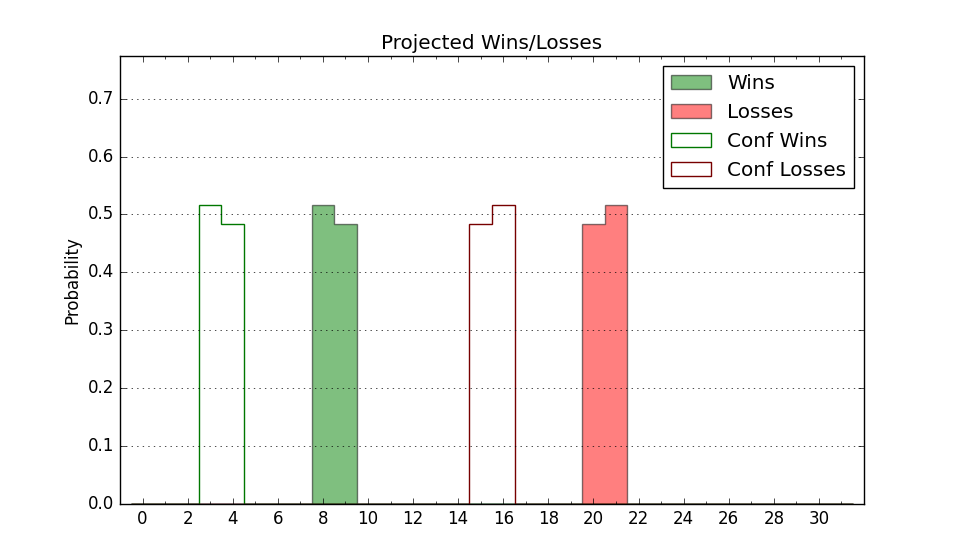 Projected Wins/Losses
Wins
Losses
Conf Wins
Conf Losses
Probability
0.7
0.6
0.5
0.4
0.3
0.2
0.1
0.0
0 2 4 6 8 10 12 14 16 18 20 22 24 26 28 30